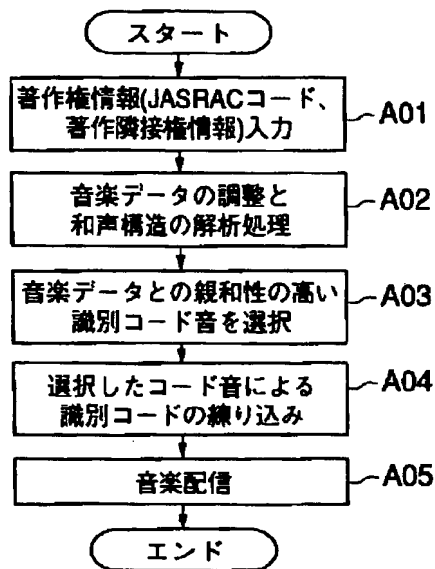 スタート
著作権情報(JASRACコード、
著作隣接権情報)入力
A01
音楽データの調整と
和声構造の解析処理
A02
音楽データとの親和性の高い
識別コード音を選択
A03
選択したコード音による
識別コードの練り込み
A04
音楽配信
A05
エンド